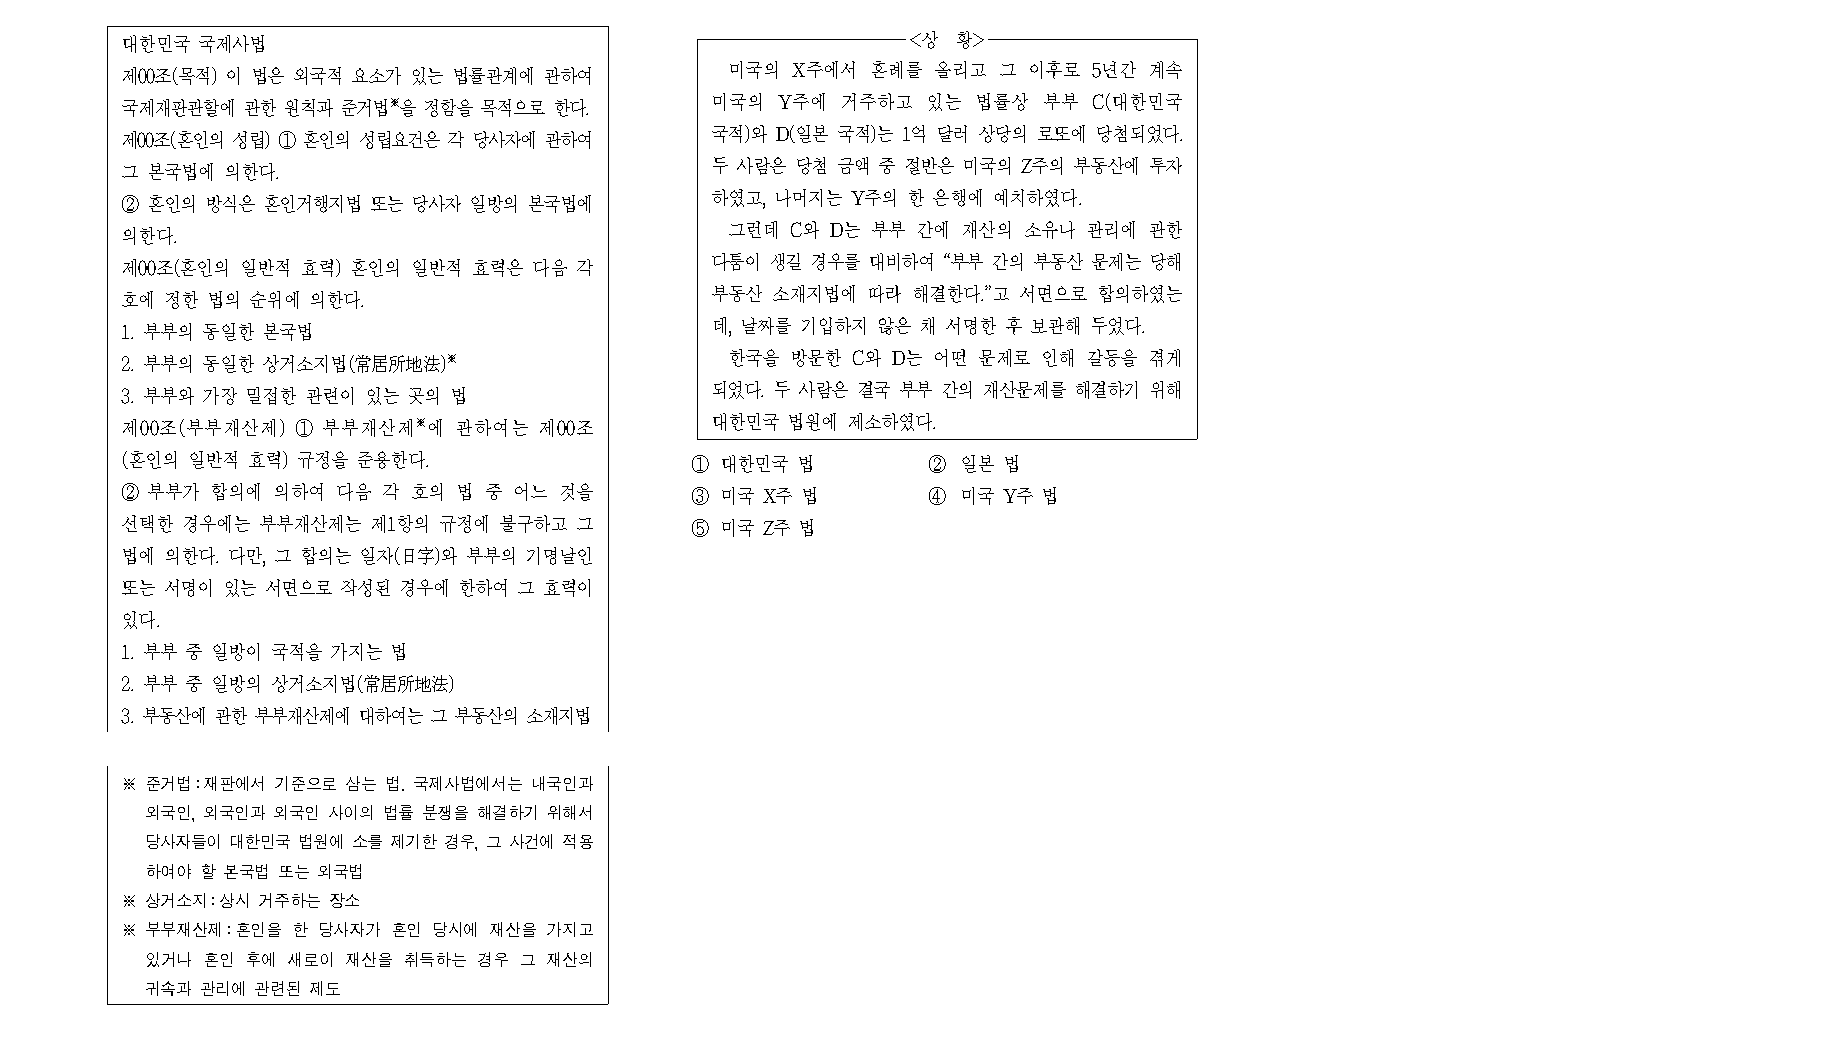 대한민국 국제사법
제00조(목적) 이 법은 외국적 요소가 있는 법률관계에 관하여
국제재판관할에 관한 원칙과 준거법※을 정함을 목적으로 한다.
제00조(혼인의 성립) ① 혼인의 성립요건은 각 당사자에 관하여
그 본국법에 의한다.
② 혼인의 방식은 혼인거행지법 또는 당사자 일방의 본국법에
의한다.
제00조(혼인의 일반적 효력) 혼인의 일반적 효력은 다음 각
호에 정한 법의 순위에 의한다.
1. 부부의 동일한 본국법
2. 부부의 동일한 상거소지법(常居所地法)※
3. 부부와 가장 밀접한 관련이 있는 곳의 법
제00조(부부재산제) ① 부부재산제※에 관하여는 제00조
(혼인의 일반적 효력) 규정을 준용한다.
② 부부가 합의에 의하여 다음 각 호의 법 중 어느 것을
선택한 경우에는 부부재산제는 제1항의 규정에 불구하고 그
법에 의한다. 다만, 그 합의는 일자(日字)와 부부의 기명날인
또는 서명이 있는 서면으로 작성된 경우에 한하여 그 효력이
있다.
1. 부부 중 일방이 국적을 가지는 법
2. 부부 중 일방의 상거소지법(常居所地法)
3. 부동산에 관한 부부재산제에 대하여는 그 부동산의 소재지법
※ 준거법 : 재판에서 기준으로 삼는 법. 국제사법에서는 내국인과
외국인, 외국인과 외국인 사이의 법률 분쟁을 해결하기 위해서
당사자들이 대한민국 법원에 소를 제기한 경우, 그 사건에 적용
하여야 할 본국법 또는 외국법
※ 상거소지 : 상시 거주하는 장소
※ 부부재산제 : 혼인을 한 당사자가 혼인 당시에 재산을 가지고
있거나 혼인 후에 새로이 재산을 취득하는 경우 그 재산의
귀속과 관리에 관련된 제도
<상 황>
미국의 X주에서 혼례를 올리고 그 이후로 5년간 계속
미국의 Y주에 거주하고 있는 법률상 부부 C(대한민국
국적)와 D(일본 국적)는 1억 달러 상당의 로또에 당첨되었다.
두 사람은 당첨 금액 중 절반은 미국의 Z주의 부동산에 투자
하였고, 나머지는 Y주의 한 은행에 예치하였다.
그런데 C와 D는 부부 간에 재산의 소유나 관리에 관한
다툼이 생길 경우를 대비하여 “부부 간의 부동산 문제는 당해
부동산 소재지법에 따라 해결한다.”고 서면으로 합의하였는
데, 날짜를 기입하지 않은 채 서명한 후 보관해 두었다.
한국을 방문한 C와 D는 어떤 문제로 인해 갈등을 겪게
되었다. 두 사람은 결국 부부 간의 재산문제를 해결하기 위해
대한민국 법원에 제소하였다.
① 대한민국 법 ② 일본 법
③ 미국 X주 법 ④ 미국 Y주 법
⑤ 미국 Z주 법